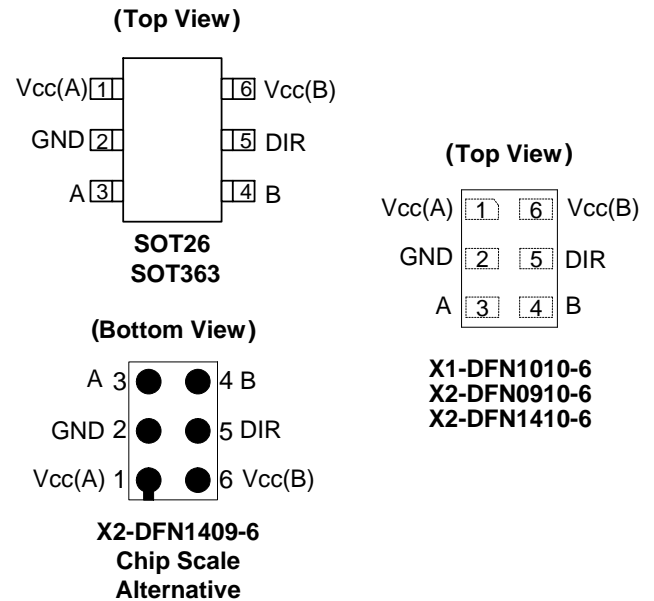 (Top View)
Vcc(A) 1 6 Vcc(B)
GND 2 5 DIR
A 3 4 B
SOT26
SOT363
(Top View)
Vcc(A) 1 6 Vcc(B)
GND 2 5 DIR
A 3 4 B
X1-DFN1010-6
X2-DFN0910-6
X2-DFN1410-6
(Bottom View)
A 3 4 B
GND 2 5 DIR
Vcc(A) 1 6 Vcc(B)
X2-DFN1409-6
Chip Scale
Alternative